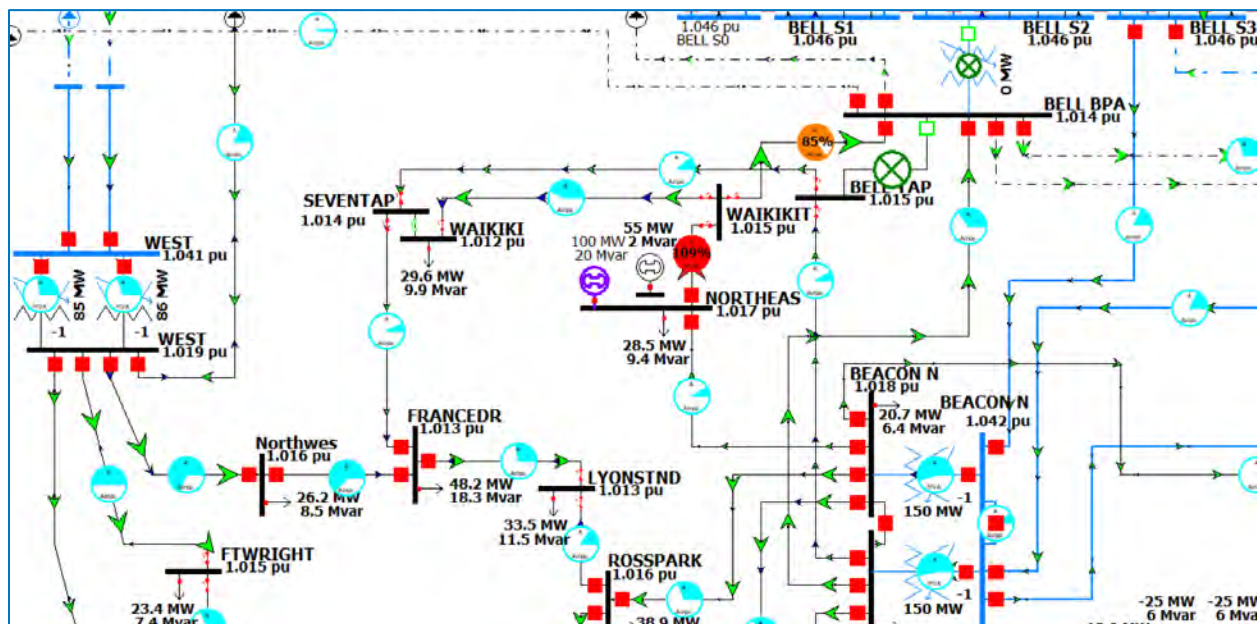 1.046 pu
BELL S0
BELL S1
1.046 pu
BELL S2
1.046 pu
BELL S3
1.046 pu
0 MW
BELL BPA
1.014 pu
85%
SEVENTAP
1.014 pu
WAIKIKI
1.012 pu
29.6 MW
9.9 Mvar
WAIKIKIT
1.015 pu
BELL TAP
1.015 pu
55 MW
2 Mvar
100 MW
20 Mvar
109%
NORTHEAS
1.017 pu
28.5 MW
9.4 Mvar
WEST
1.041 pu
85 MW
86 MW
-1
-1
WEST
1.019 pu
BEACON N
1.018 pu
20.7 MW
6.4 Mvar
BEACON N
1.042 pu
FRANCEDR
1.013 pu
48.2 MW
18.3 Mvar
Northwes
1.016 pu
26.2 MW
8.5 Mvar
LYONSTND
1.013 pu
33.5 MW
11.5 Mvar
-1
150 MW
-1
150 MW
FTWRIGHT
1.015 pu
23.4 MW
7.4 Mvar
ROSSPARK
1.016 pu
38.9 MW
-25 MW
6 Mvar
-25 MW
6 Mvar